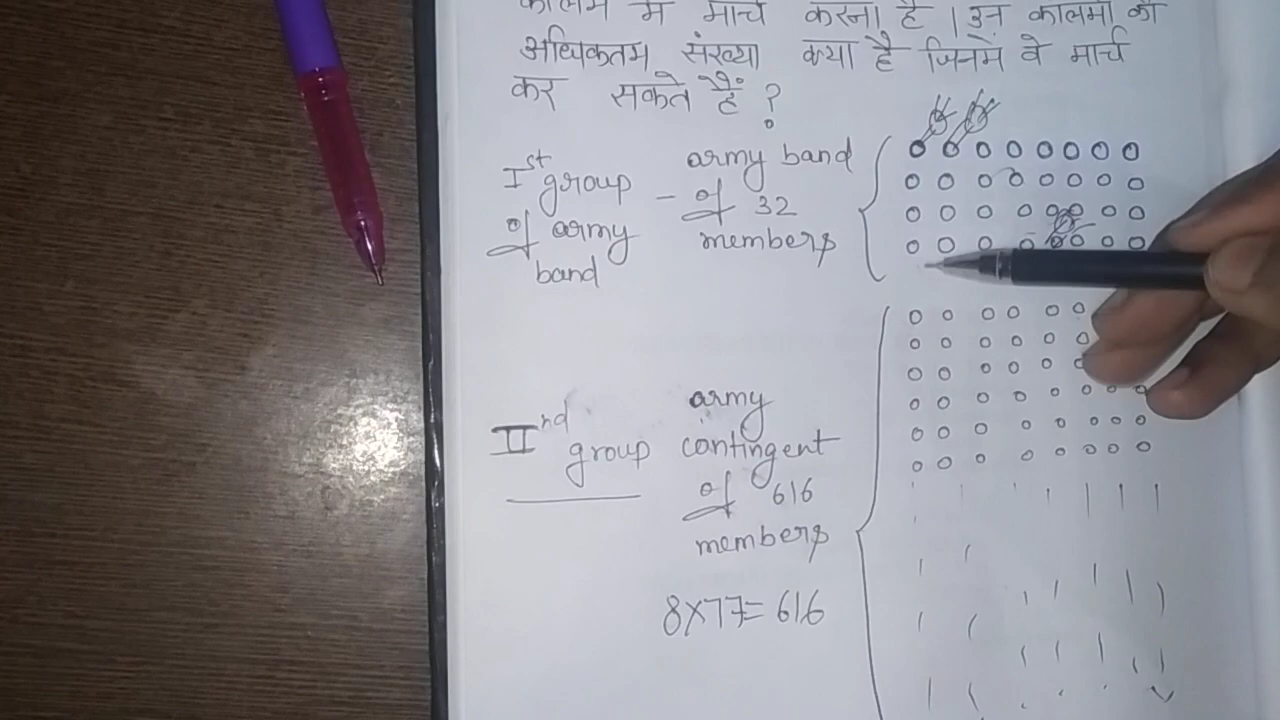 कालम में मार्च करना है । उन कालमों की
अधिकतम संख्या क्या है जिनमें वे मार्च
कर सकते हैं ?
Ist group of army band - army band of 32 members
IInd group army contingent of 616 members
8×77=616